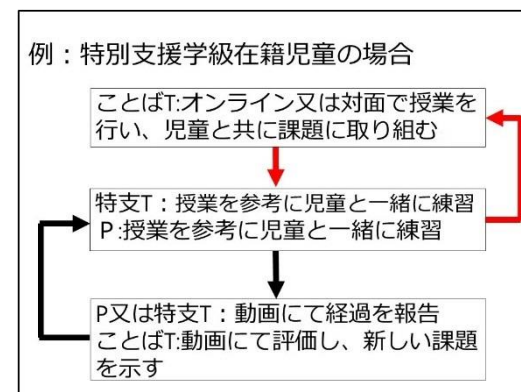 例：特別支援学級在籍児童の場合
ことばT:オンライン又は対面で授業を
行い、児童と共に課題に取り組む
特支T：授業を参考に児童と一緒に練習
P:授業を参考に児童と一緒に練習
P又は特支T：動画にて経過を報告
ことばT:動画にて評価し、新しい課題
を示す